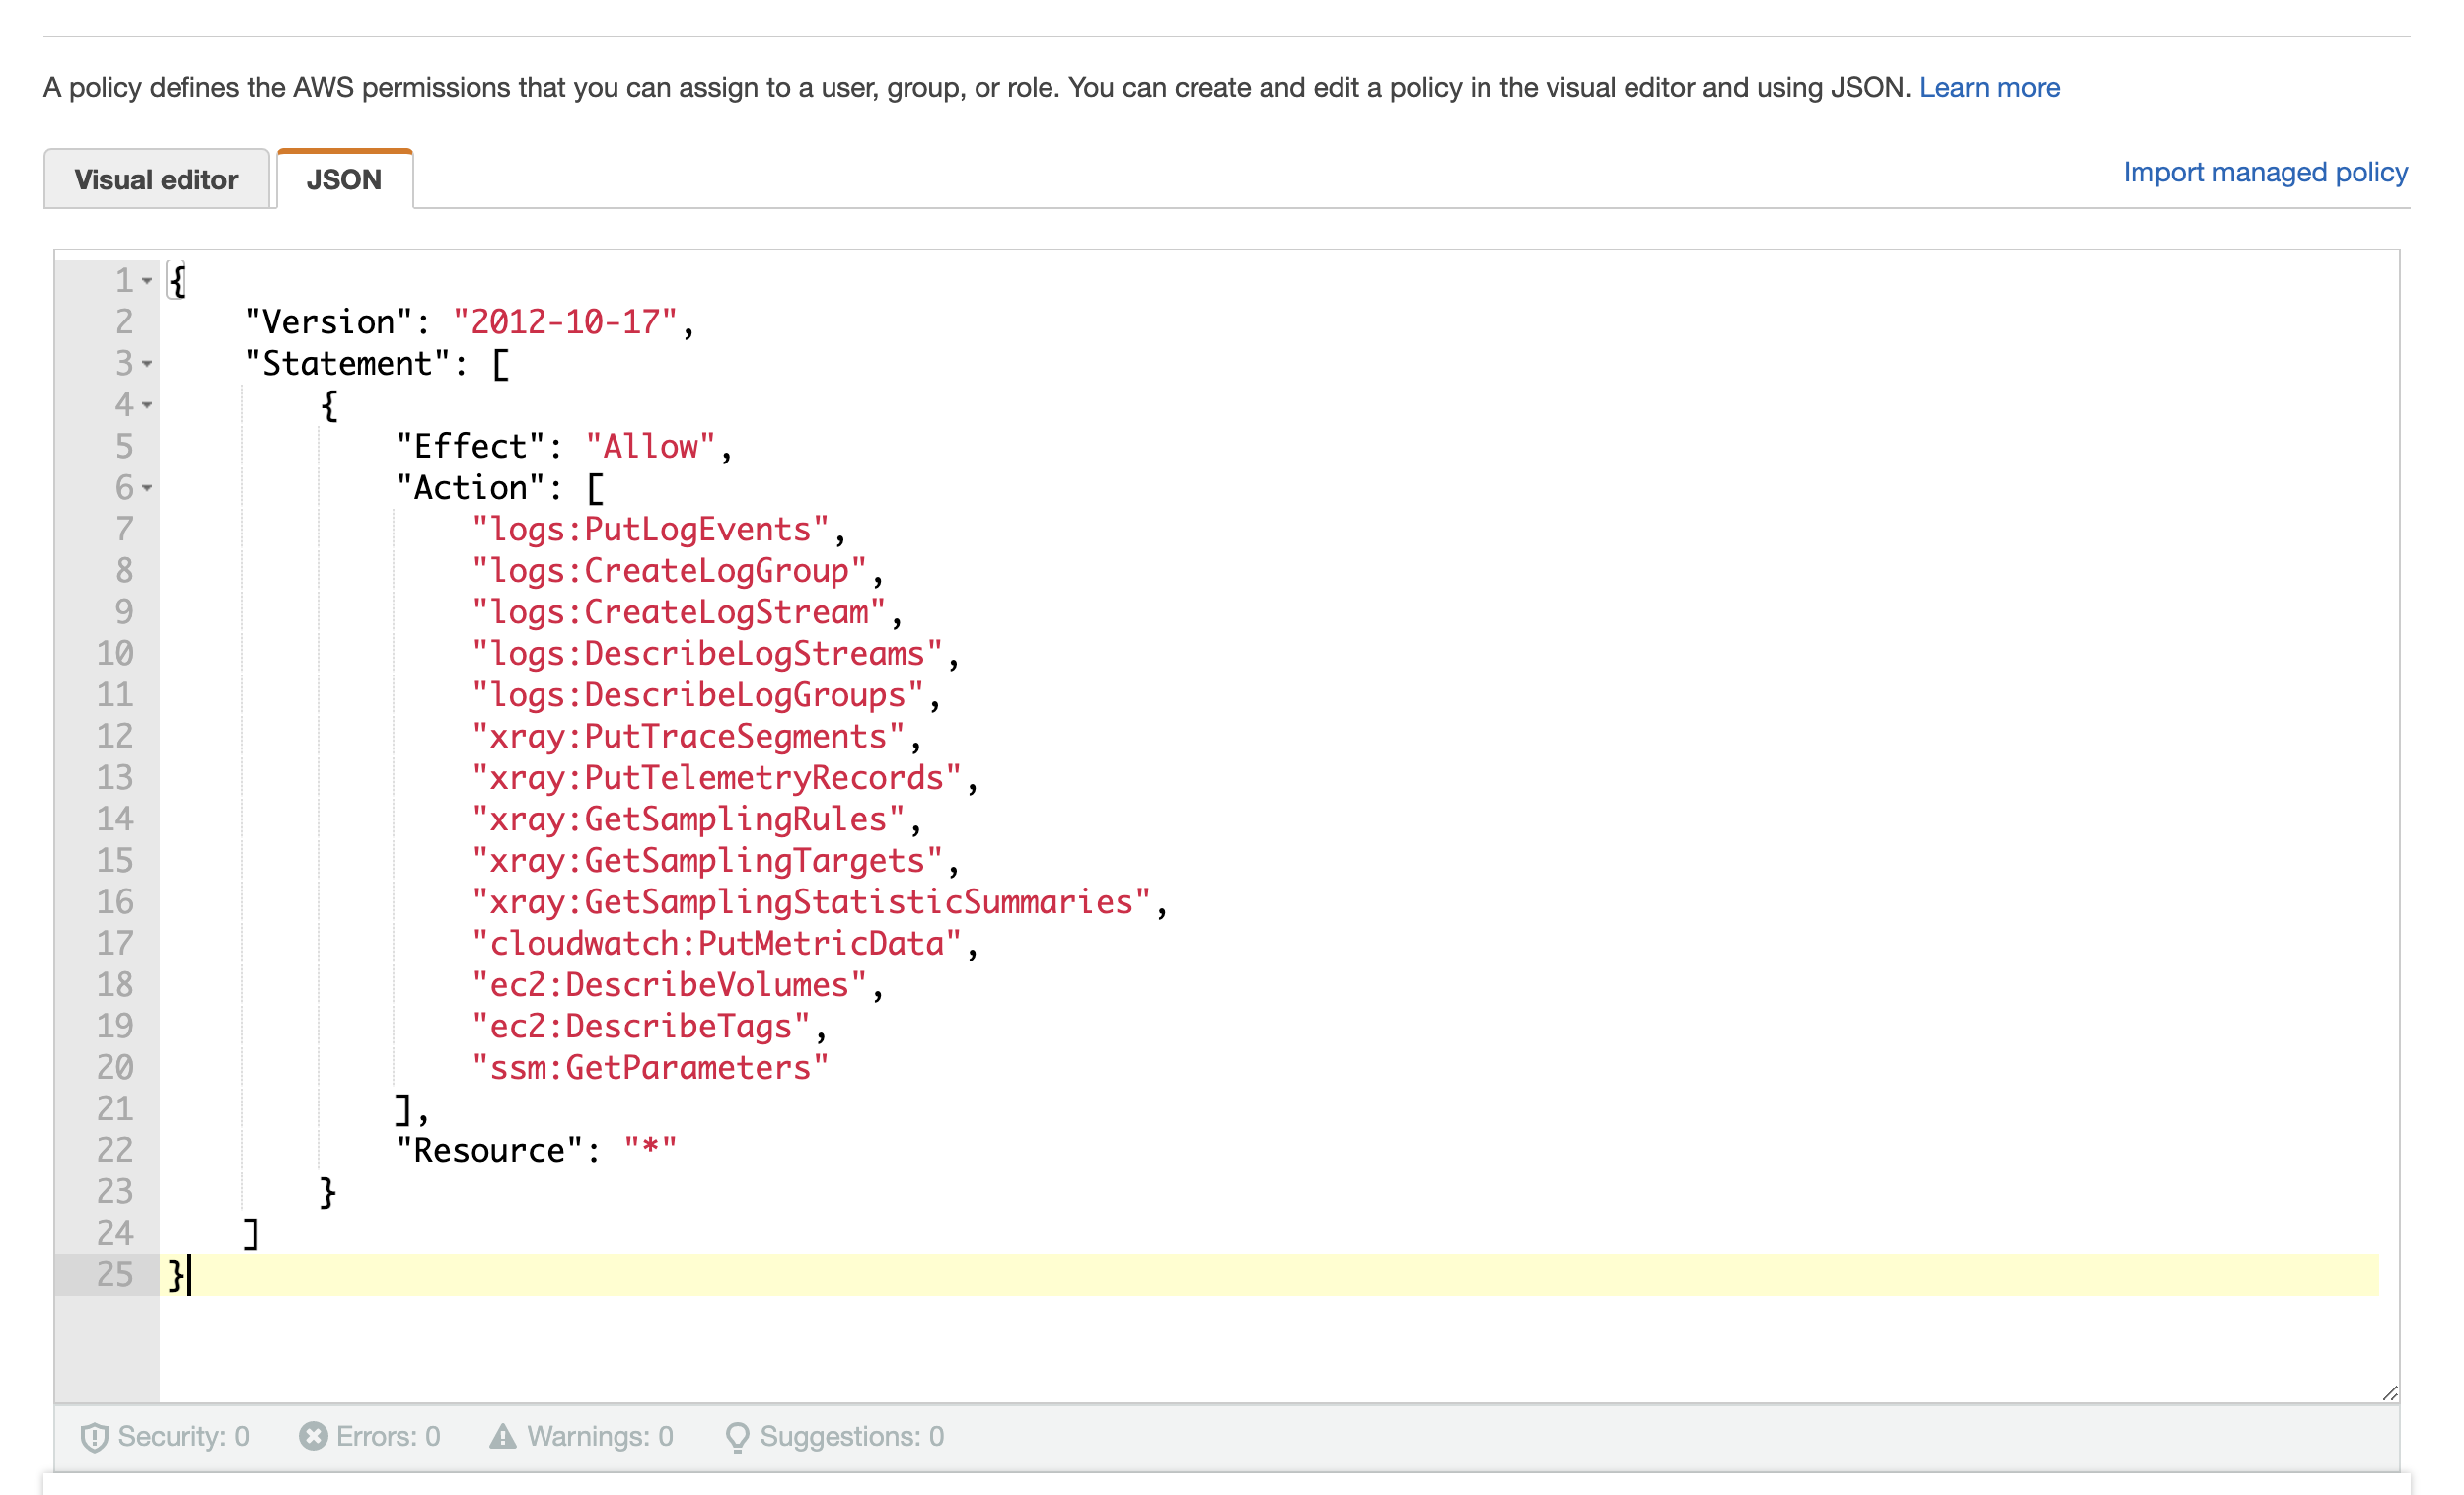 A policy defines the AWS permissions that you can assign to a user, group, or role. You can create and edit a policy in the visual editor and using JSON. Learn more
Visual editor JSON Import managed policy
1 {
2 "Version": "2012-10-17",
3 "Statement": [
4 {
5 "Effect": "Allow",
6 "Action": [
7 "logs:PutLogEvents",
8 "logs:CreateLogGroup",
9 "logs:CreateLogStream",
10 "logs:DescribeLogStreams",
11 "logs:DescribeLogGroups",
12 "xray:PutTraceSegments",
13 "xray:PutTelemetryRecords",
14 "xray:GetSamplingRules",
15 "xray:GetSamplingTargets",
16 "xray:GetSamplingStatisticSummaries",
17 "cloudwatch:PutMetricData",
18 "ec2:DescribeVolumes",
19 "ec2:DescribeTags",
20 "ssm:GetParameters"
21 ],
22 "Resource": "*"
23 }
24 ]
25 }
Security: 0 Errors: 0 Warnings: 0 Suggestions: 0